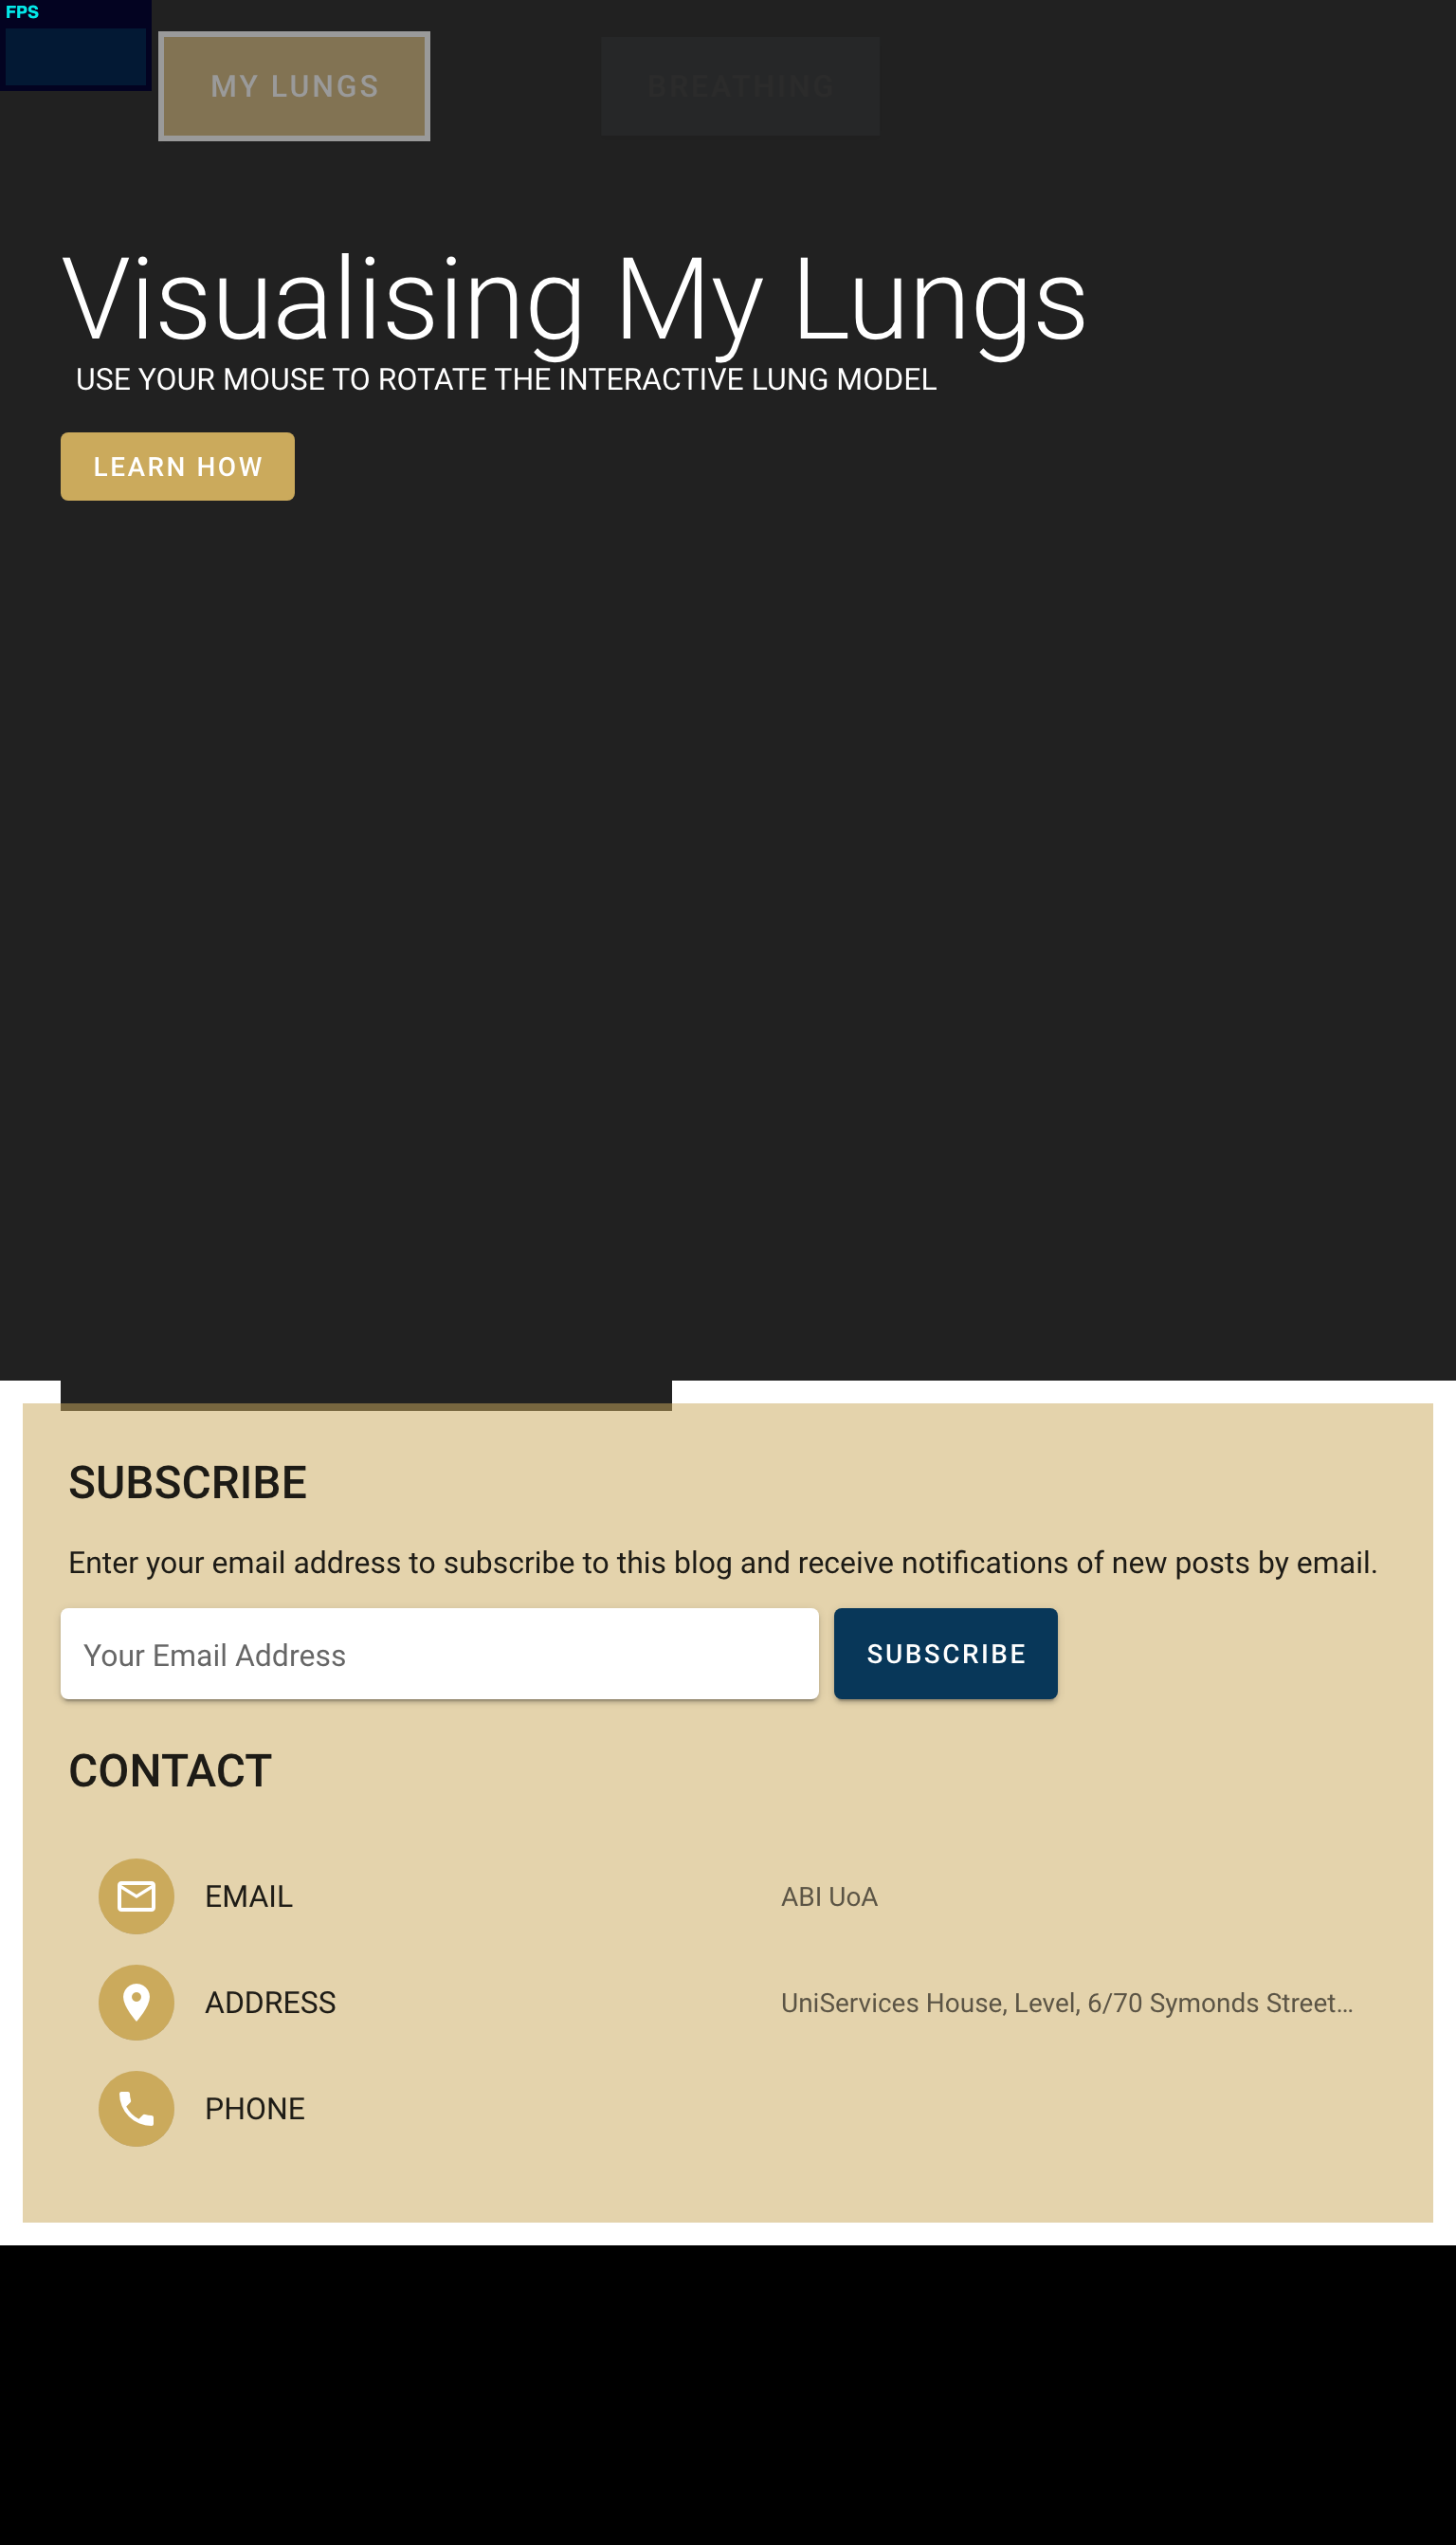 FPS
MY LUNGS
BREATHING
Visualising My Lungs
USE YOUR MOUSE TO ROTATE THE INTERACTIVE LUNG MODEL
LEARN HOW
SUBSCRIBE
Enter your email address to subscribe to this blog and receive notifications of new posts by email.
Your Email Address
SUBSCRIBE
CONTACT
EMAIL
ABI UoA
ADDRESS
UniServices House, Level, 6/70 Symonds Street...
PHONE